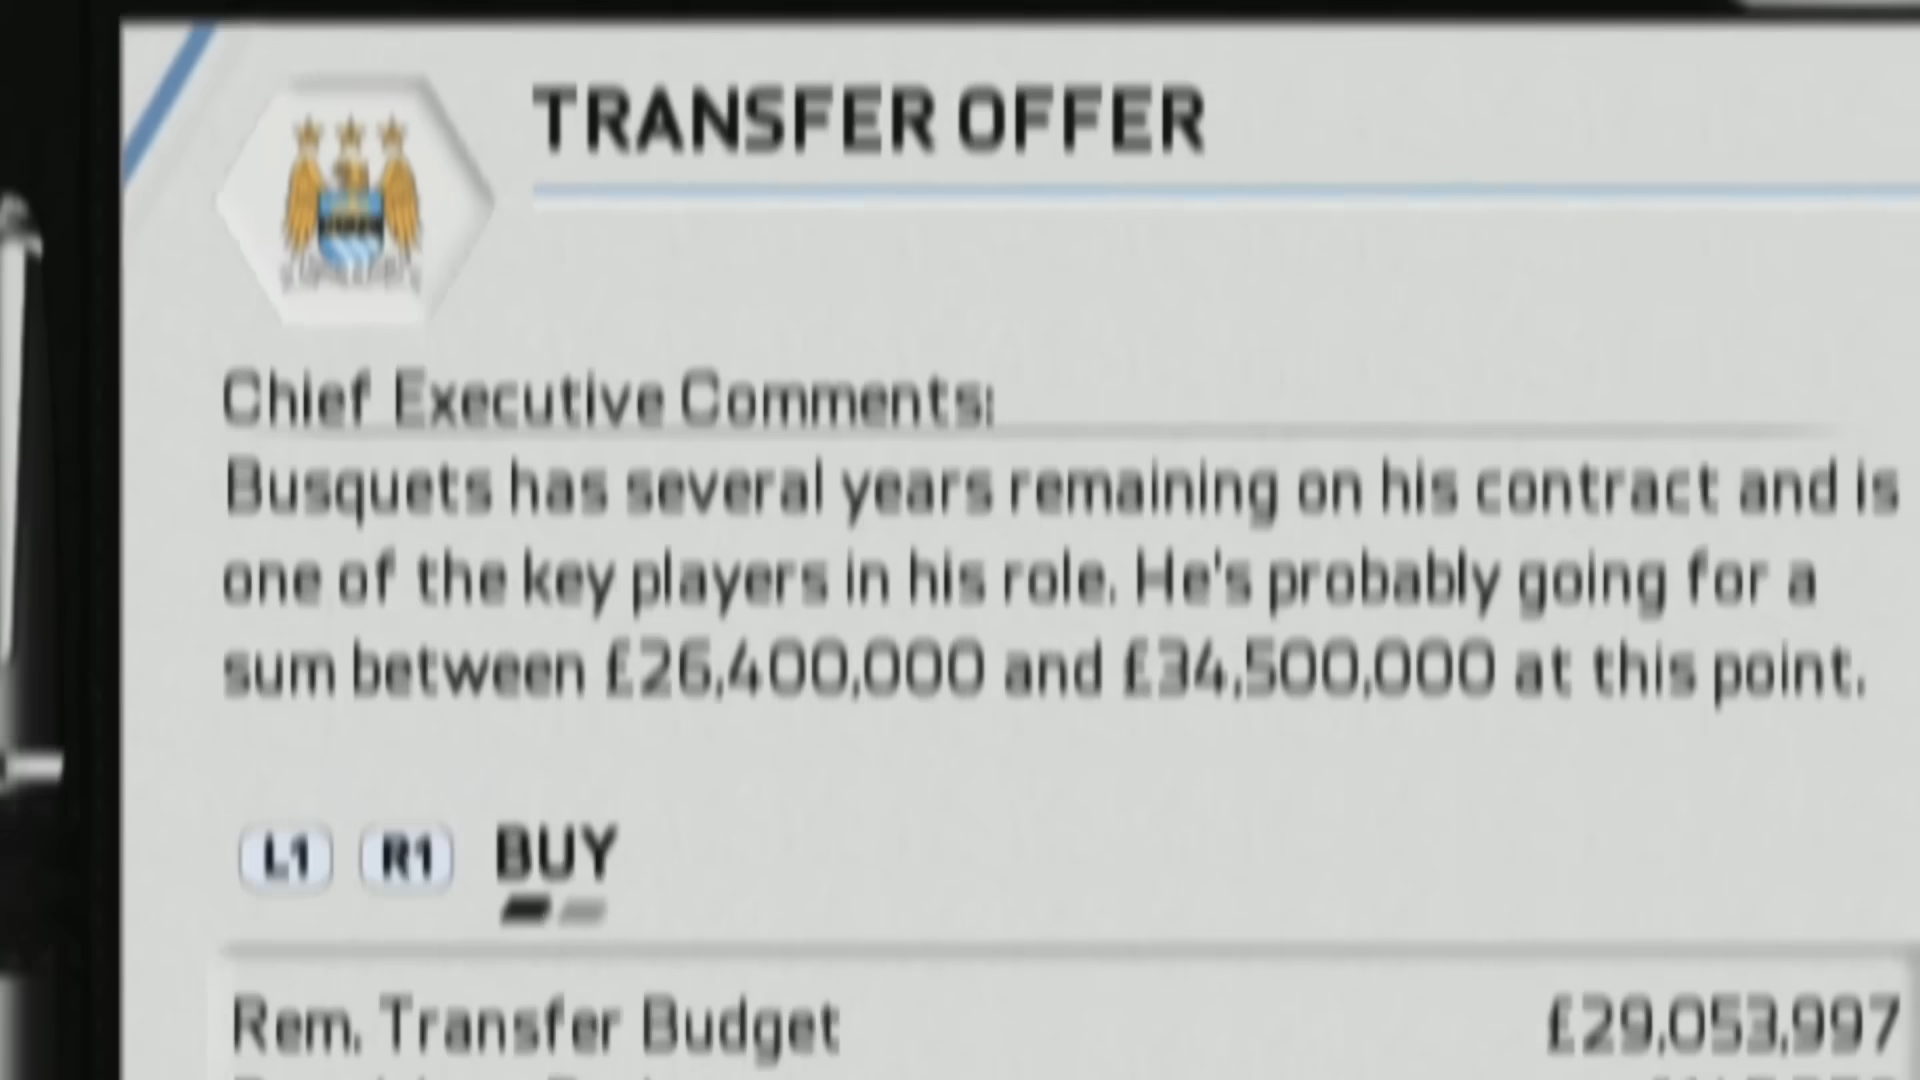 TRANSFER OFFER
Chief Executive Comments:
Busquets has several years remaining on his contract and is
one of the key players in his role. He's probably going for a
sum between £26,400,000 and £34,500,000 at this point.
L1 R1 BUY
Rem. Transfer Budget £29,053,997